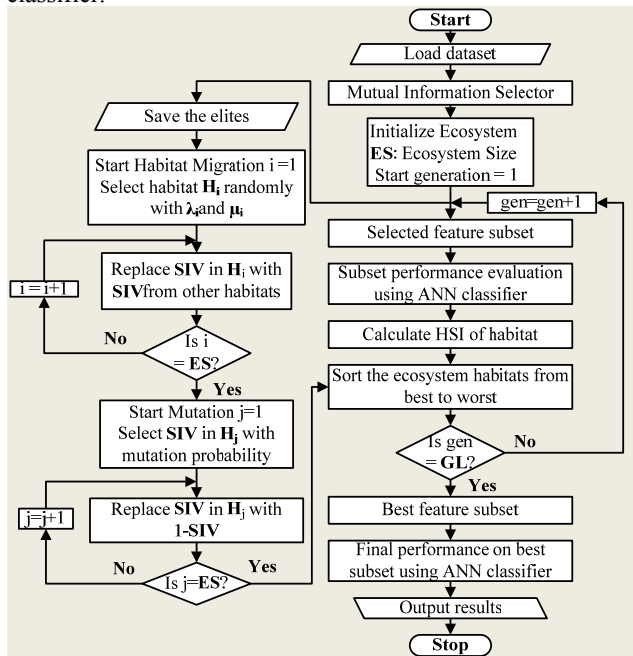 classifier.
Start
Load dataset
Mutual Information Selector
Initialize Ecosystem
ES: Ecosystem Size
Start generation = 1
gen=gen+1
Selected feature subset
Subset performance evaluation
using ANN classifier
Calculate HSI of habitat
Sort the ecosystem habitats from
best to worst
Is gen
= GL?
No
Yes
Best feature subset
Final performance on best
subset using ANN classifier
Output results
Stop
Save the elites
Start Habitat Migration i =1
Select habitat Hi randomly
with λi and μi
Replace SIV in Hi with
SIV from other habitats
i = i+1
No
Is i
= ES?
Yes
Start Mutation j=1
Select SIV in Hj with
mutation probability
j=j+1
Replace SIV in Hj with
1-SIV
No
Is j=ES?
Yes